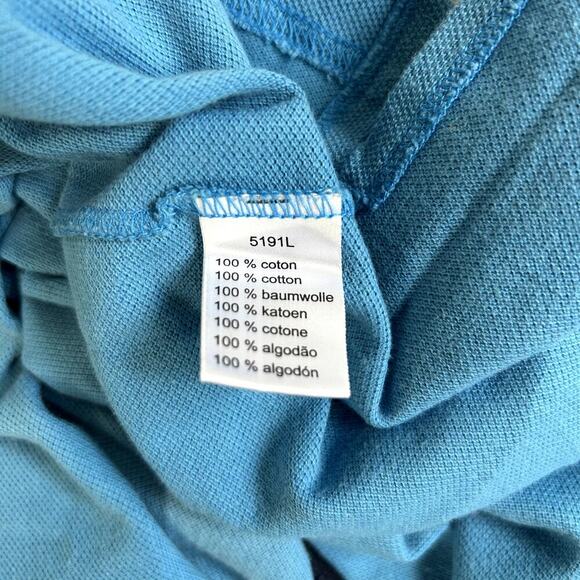 5191L
100 % coton
100 % cotton
100 % baumwolle
100 % katoen
100 % cotone
100 % algodão
100 % algodón